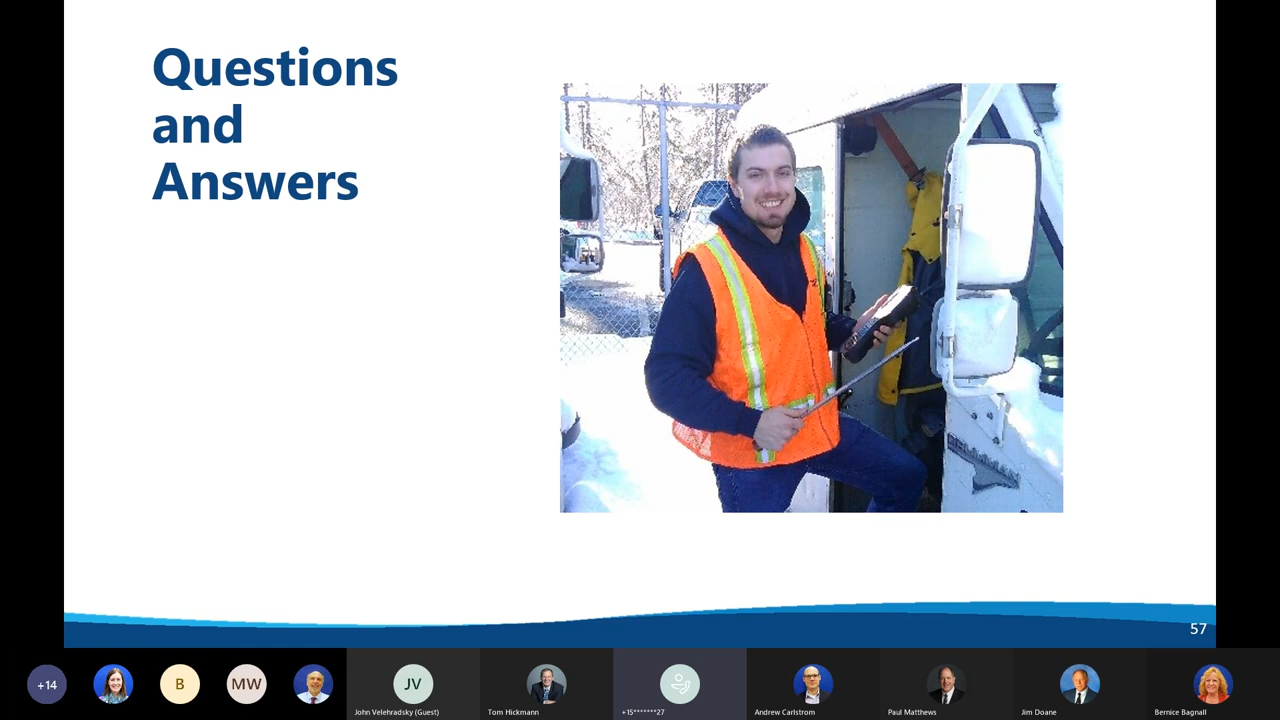 Questions
and
Answers
GRUMMAN
57
+14
B
MW
JV
John Velehradsky (Guest)
Tom Hickmann
+15*******27
Andrew Carlstrom
Paul Matthews
Jim Doane
Bernice Bagnall